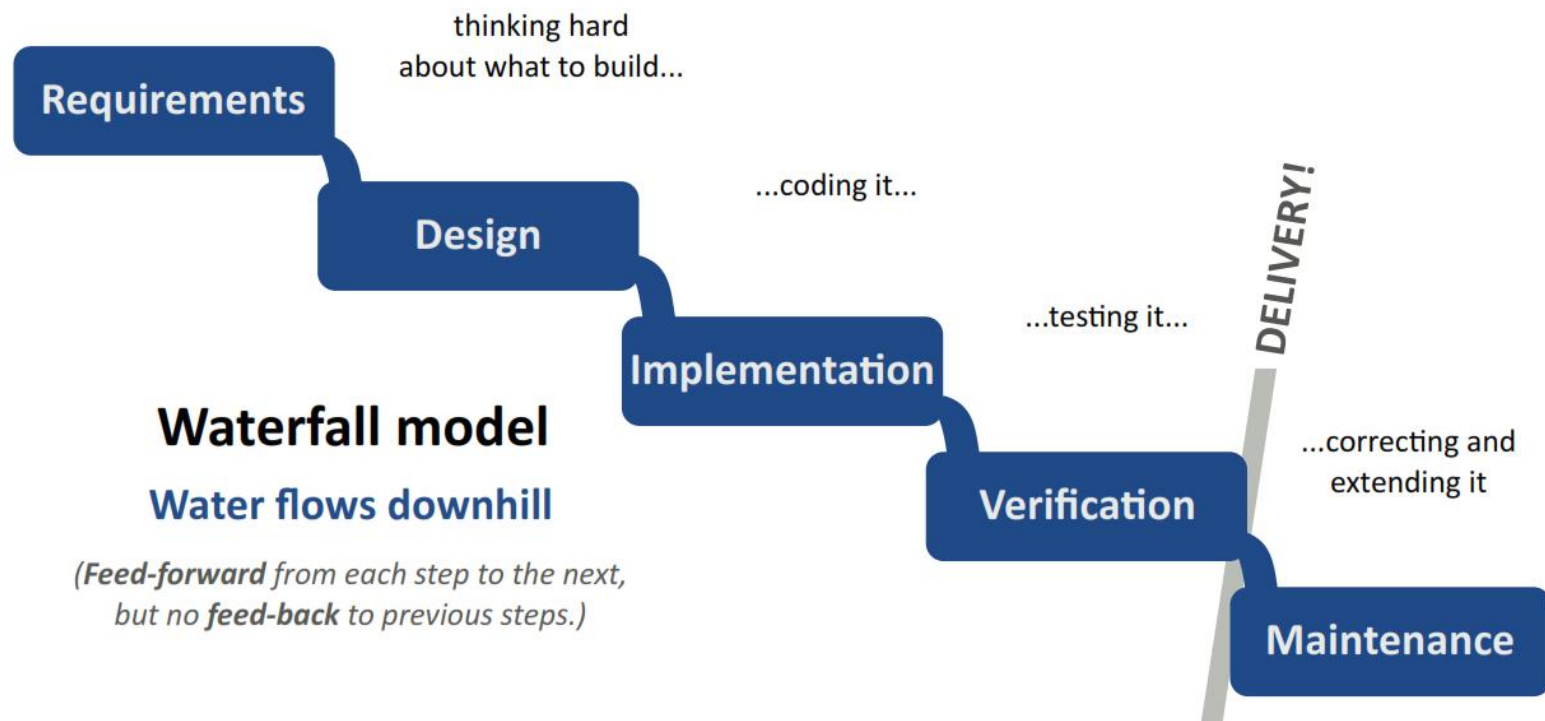 thinking hard
about what to build...
Requirements
...coding it...
Design
DELIVERY!
...testing it...
Implementation
Waterfall model
Water flows downhill
(Feed-forward from each step to the next,
but no feed-back to previous steps.)
...correcting and
extending it
Verification
Maintenance